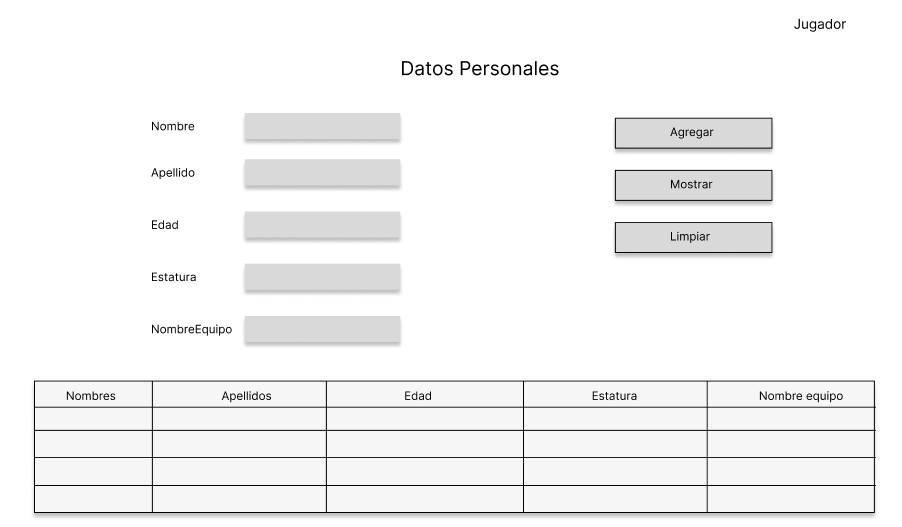 Jugador
Datos Personales
Nombre
Agregar
Apellido
Mostrar
Edad
Limpiar
Estatura
NombreEquipo
Nombres Apellidos Edad Estatura Nombre equipo